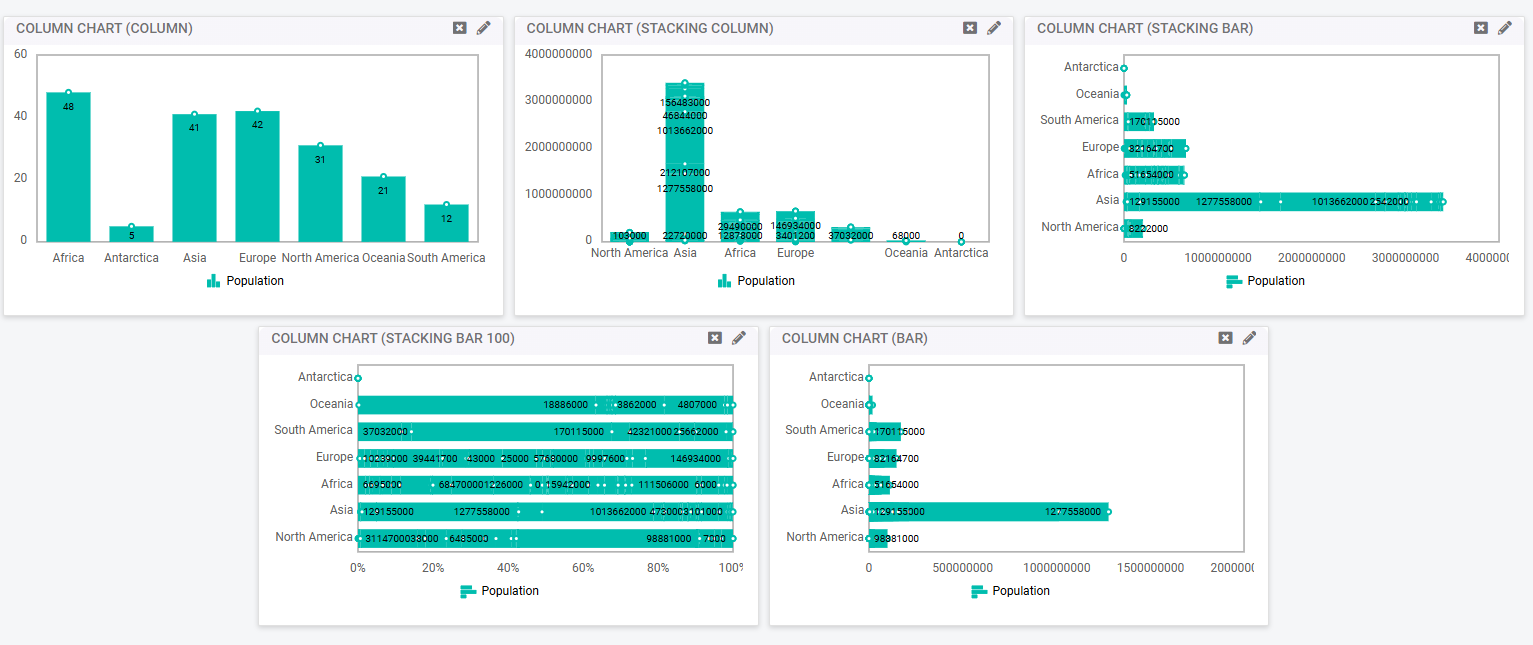 COLUMN CHART (COLUMN)
60
40
20
0
48
5
41
42
31
21
12
Africa Antarctica Asia Europe North America Oceania South America
Population
COLUMN CHART (STACKING COLUMN)
4000000000
3000000000
2000000000
1000000000
0
156483000
46844000
1013662000
212107000
1277558000
29490000 146934000
103000 22720000 12878000 3401200 37032000 68000 0
North America Asia Africa Europe Oceania Antarctica
Population
COLUMN CHART (STACKING BAR)
Antarctica
Oceania
South America 170115000
Europe 82164700
Africa 51654000
Asia 129155000 1277558000 1013662000 2542000
North America 8222000
0 1000000000 2000000000 3000000000
Population
COLUMN CHART (STACKING BAR 100)
Antarctica
Oceania 18886000 3862000 4807000
South America 37032000 170115000 42321000 25662000
Europe 10239000 39441700 43000 25000 57680000 9997600 146934000
Africa 6695000 68470000 1226000 0 15942000 111506000 6000
Asia 129155000 1277558000 1013662000 4780000 3101000
North America 31147000 33000 6485000 98881000 7000
0% 20% 40% 60% 80% 100%
Population
COLUMN CHART (BAR)
Antarctica
Oceania
South America 170115000
Europe 82164700
Africa 51654000
Asia 129155000 1277558000
North America 98881000
0 500000000 1000000000 1500000000
Population